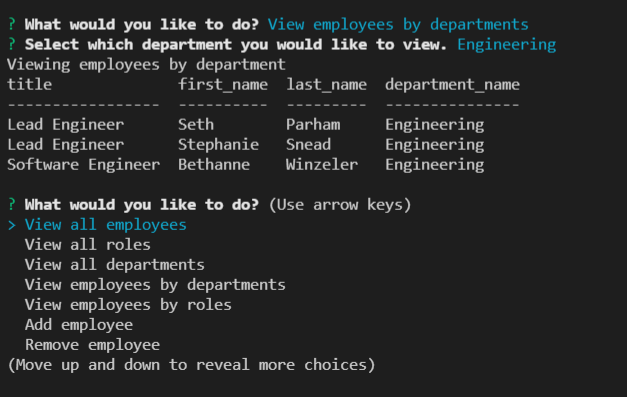 ? What would you like to do? View employees by departments
? Select which department you would like to view. Engineering
Viewing employees by department
title              first_name  last_name  department_name
-----------------  ----------  ---------  ---------------
Lead Engineer      Seth        Parham     Engineering
Lead Engineer      Stephanie   Snead      Engineering
Software Engineer  Bethanne    Winzeler   Engineering
? What would you like to do? (Use arrow keys)
> View all employees
  View all roles
  View all departments
  View employees by departments
  View employees by roles
  Add employee
  Remove employee
(Move up and down to reveal more choices)